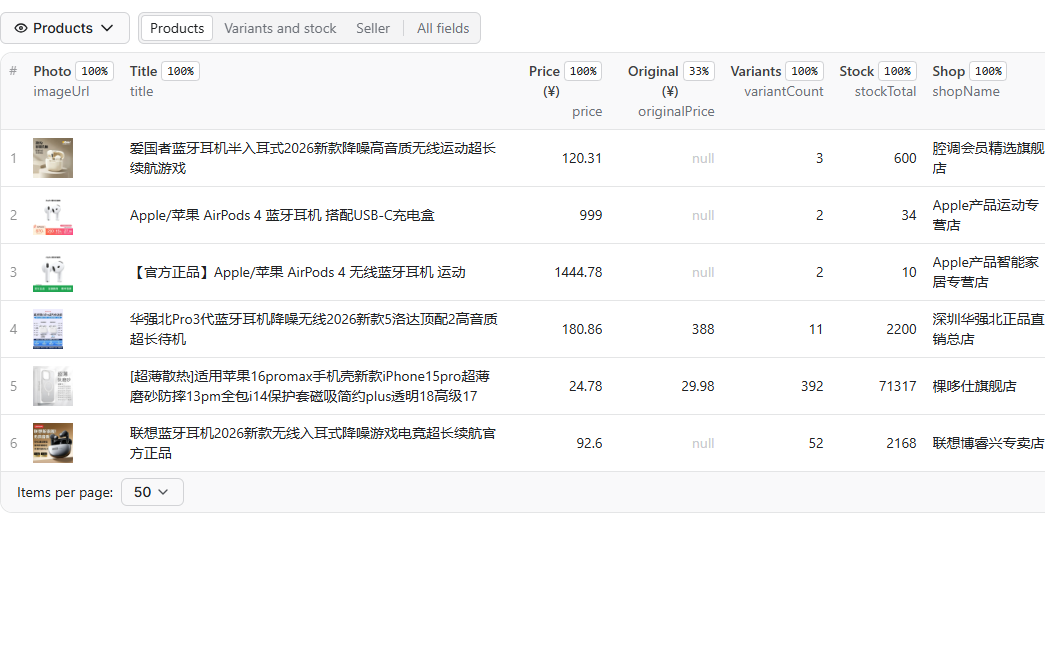 Products
Products Variants and stock Seller All fields
# Photo 100% Title 100% Price 100% Original 33% Variants 100% Stock 100% Shop 100%
imageUrl title (¥) (¥) variantCount stockTotal shopName
price originalPrice
1 爱国者蓝牙耳机半入耳式2026新款降噪高音质无线运动超长 120.31 null 3 600 腔调会员精选旗舰
续航游戏 店
2 Apple/苹果 AirPods 4 蓝牙耳机 搭配USB-C充电盒 999 null 2 34 Apple产品运动专
营店
3 【官方正品】Apple/苹果 AirPods 4 无线蓝牙耳机 运动 1444.78 null 2 10 Apple产品智能家
居专营店
4 华强北Pro3代蓝牙耳机降噪无线2026新款5洛达顶配2高音质 180.86 388 11 2200 深圳华强北正品直
超长待机 销总店
5 [超薄散热]适用苹果16promax手机壳新款iPhone15pro超薄 24.78 29.98 392 71317 棵哆仕旗舰店
磨砂防摔13pm全包i14保护套磁吸简约plus透明18高级17
6 联想蓝牙耳机2026新款无线入耳式降噪游戏电竞超长续航官 92.6 null 52 2168 联想博睿兴专卖店
方正品
Items per page: 50